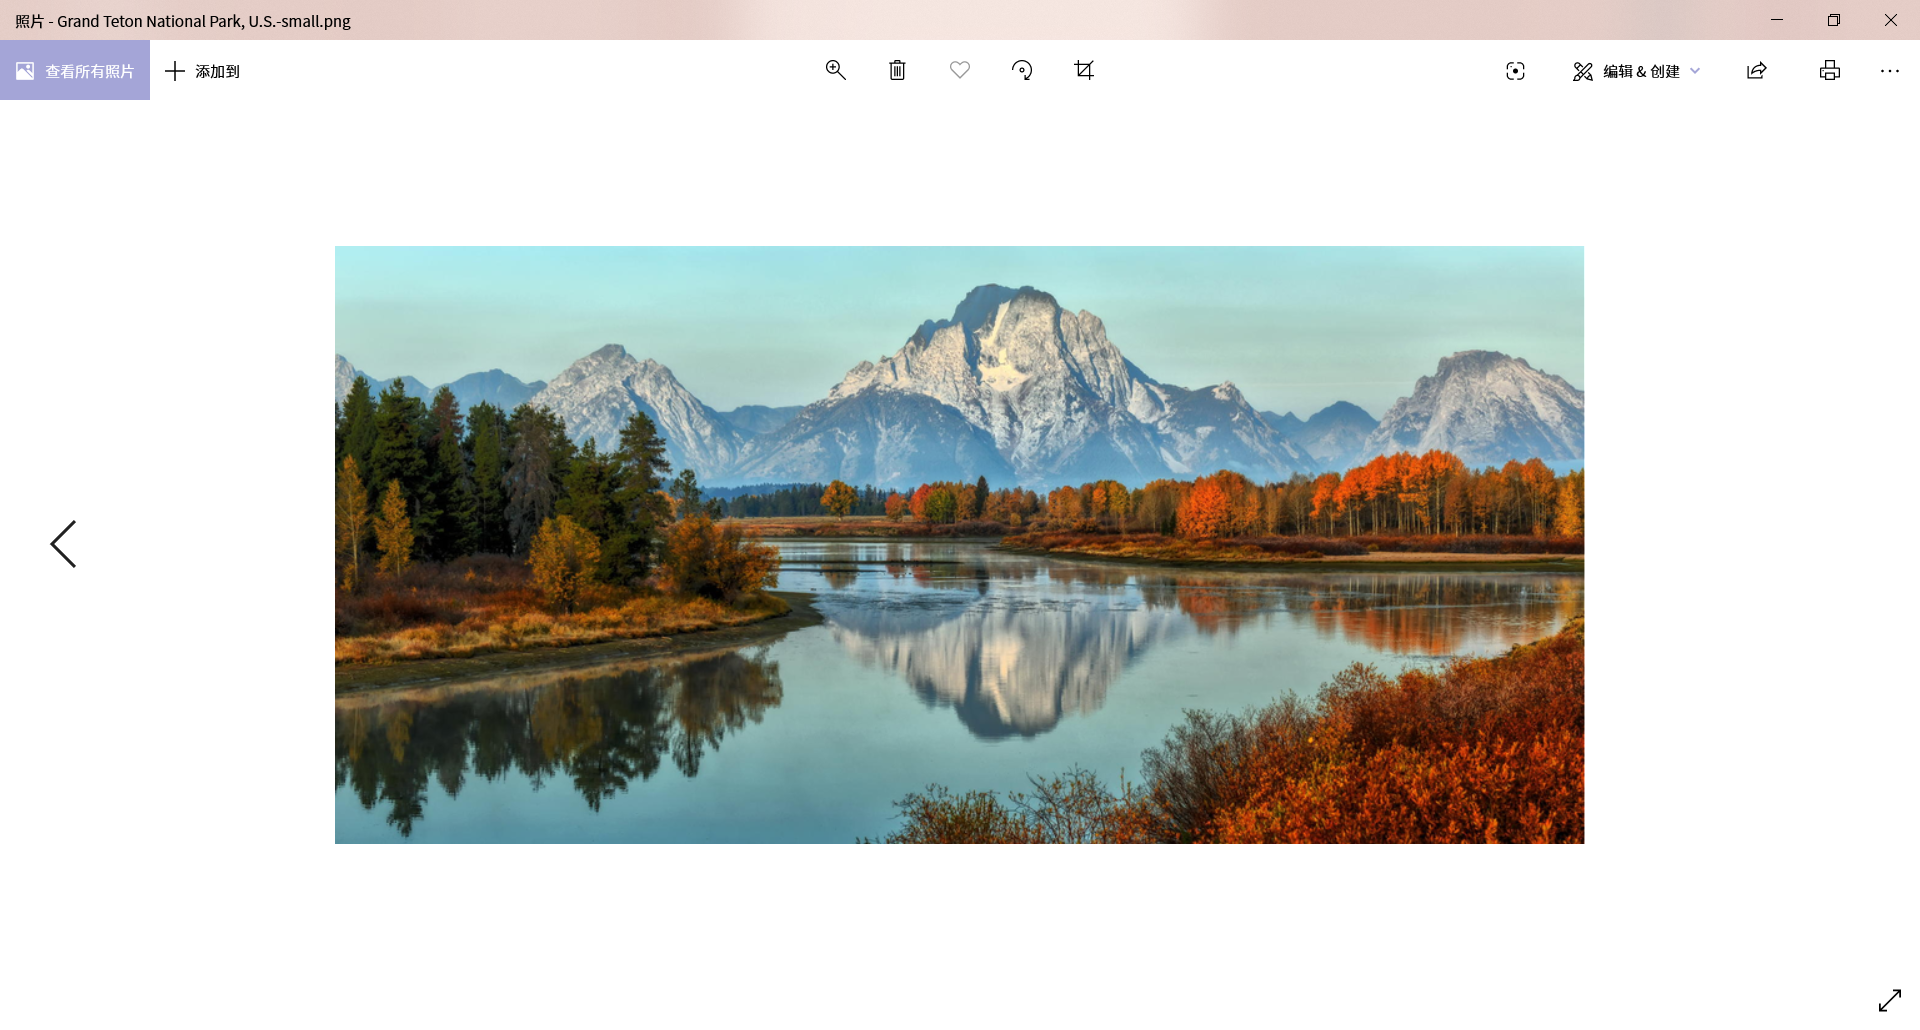 照片 - Grand Teton National Park, U.S.-small.png
查看所有照片
添加到
编辑 & 创建